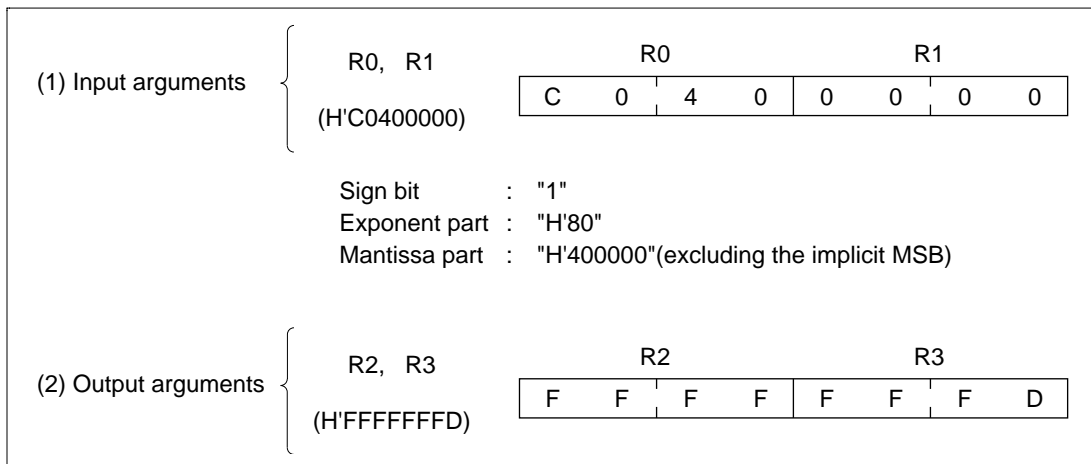 R0, R1
R0 R1
(1) Input arguments
C 0 4 0 0 0 0 0
(H'C0400000)
Sign bit : "1"
Exponent part : "H'80"
Mantissa part : "H'400000"(excluding the implicit MSB)
R2, R3
R2 R3
(2) Output arguments
F F F F F F F D
(H'FFFFFFFD)